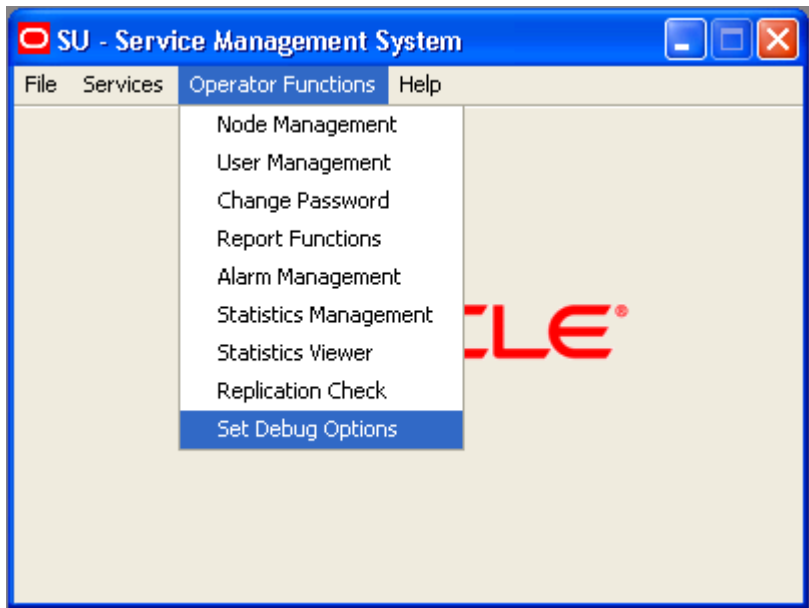 SU - Service Management System
File Services Operator Functions Help
Node Management
User Management
Change Password
Report Functions
Alarm Management
Statistics Management
Statistics Viewer
Replication Check
Set Debug Options
CLE®